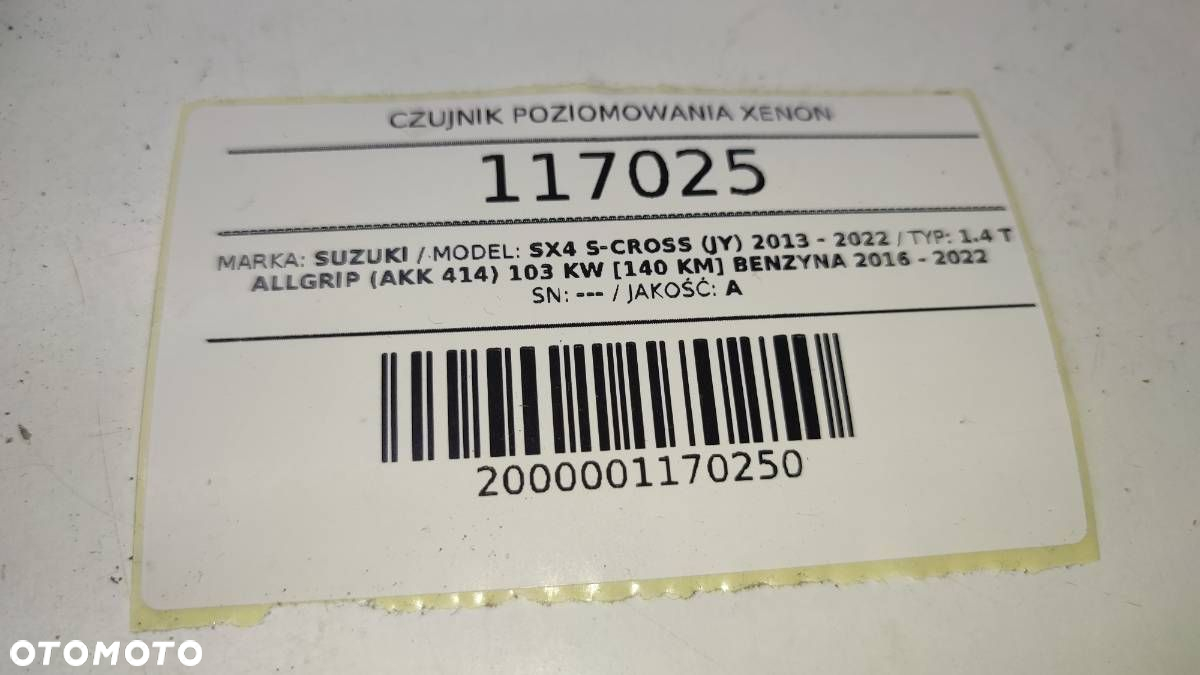 CZUJNIK POZIOMOWANIA XENON
117025
MARKA: SUZUKI / MODEL: SX4 S-CROSS (JY) 2013 - 2022 / TYP: 1.4 T
ALLGRIP (AKK 414) 103 KW [140 KM] BENZYNA 2016 - 2022
SN: --- / JAKOŚĆ: A
2000001170250
OTOMOTO